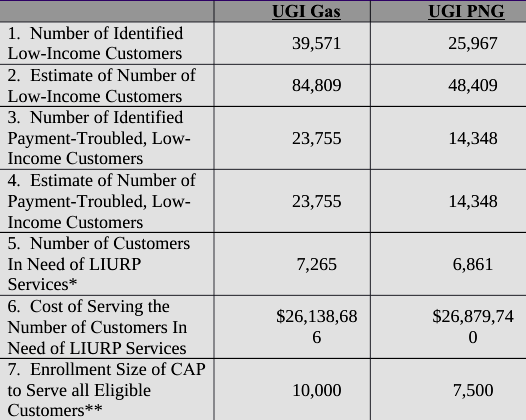 UGI Gas UGI PNG
1. Number of Identified
Low-Income Customers
39,571 25,967
2. Estimate of Number of
Low-Income Customers
84,809 48,409
3. Number of Identified
Payment-Troubled, Low-
Income Customers
23,755 14,348
4. Estimate of Number of
Payment-Troubled, Low-
Income Customers
23,755 14,348
5. Number of Customers
In Need of LIURP
Services*
7,265 6,861
6. Cost of Serving the
Number of Customers In
Need of LIURP Services
$26,138,68
6
$26,879,74
0
7. Enrollment Size of CAP
to Serve all Eligible
Customers**
10,000 7,500